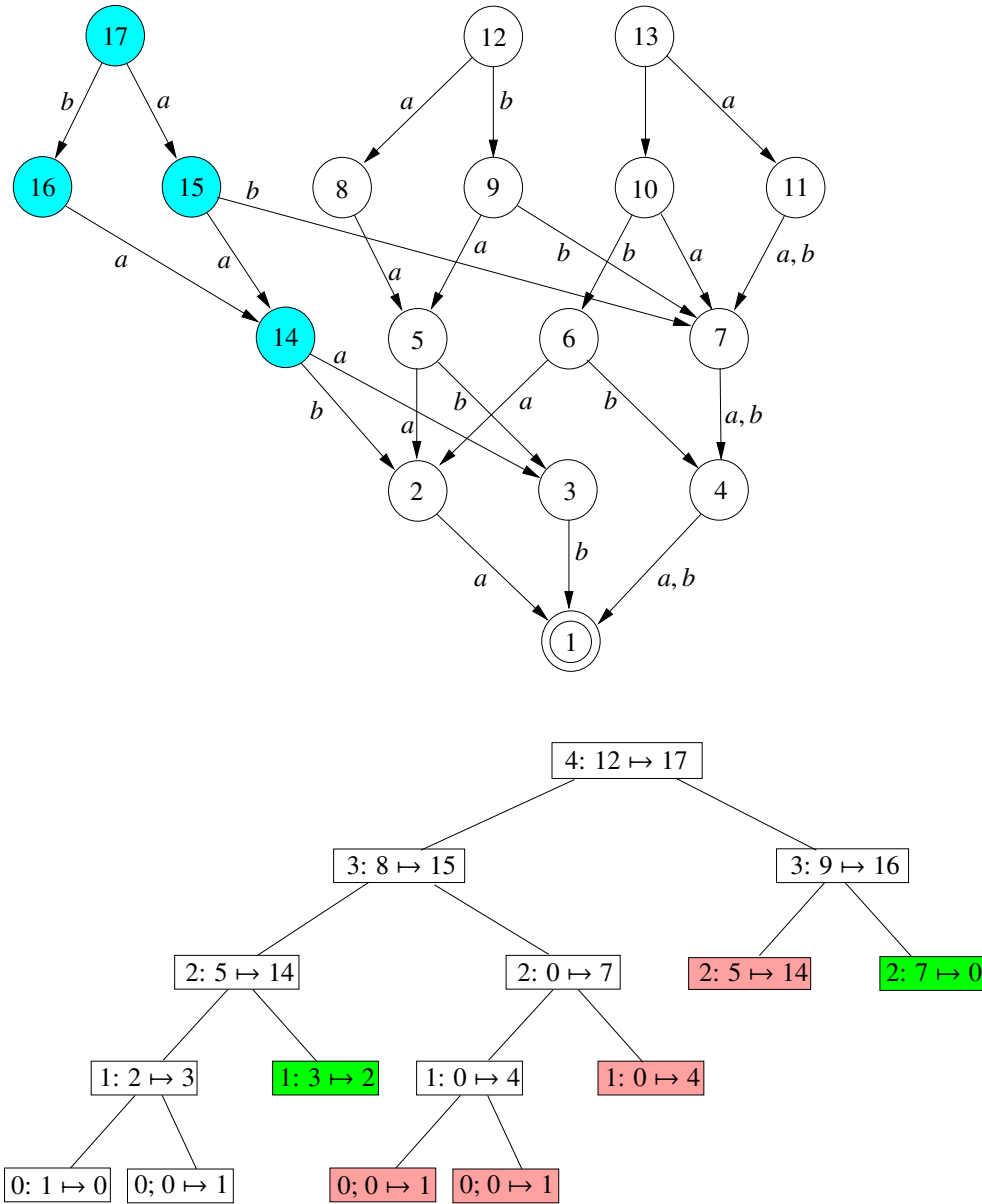 17 12 13
b a a b a
16 15 8 9 10 11
b
a a a a b b a a, b
14 5 6 7
a
b a b a b a, b
2 3 4
a b a, b
1
4: 12 ↦ 17
3: 8 ↦ 15 3: 9 ↦ 16
2: 5 ↦ 14 2: 0 ↦ 7 2: 5 ↦ 14 2: 7 ↦ 0
1: 2 ↦ 3 1: 3 ↦ 2 1: 0 ↦ 4 1: 0 ↦ 4
0: 1 ↦ 0 0; 0 ↦ 1 0; 0 ↦ 1 0; 0 ↦ 1